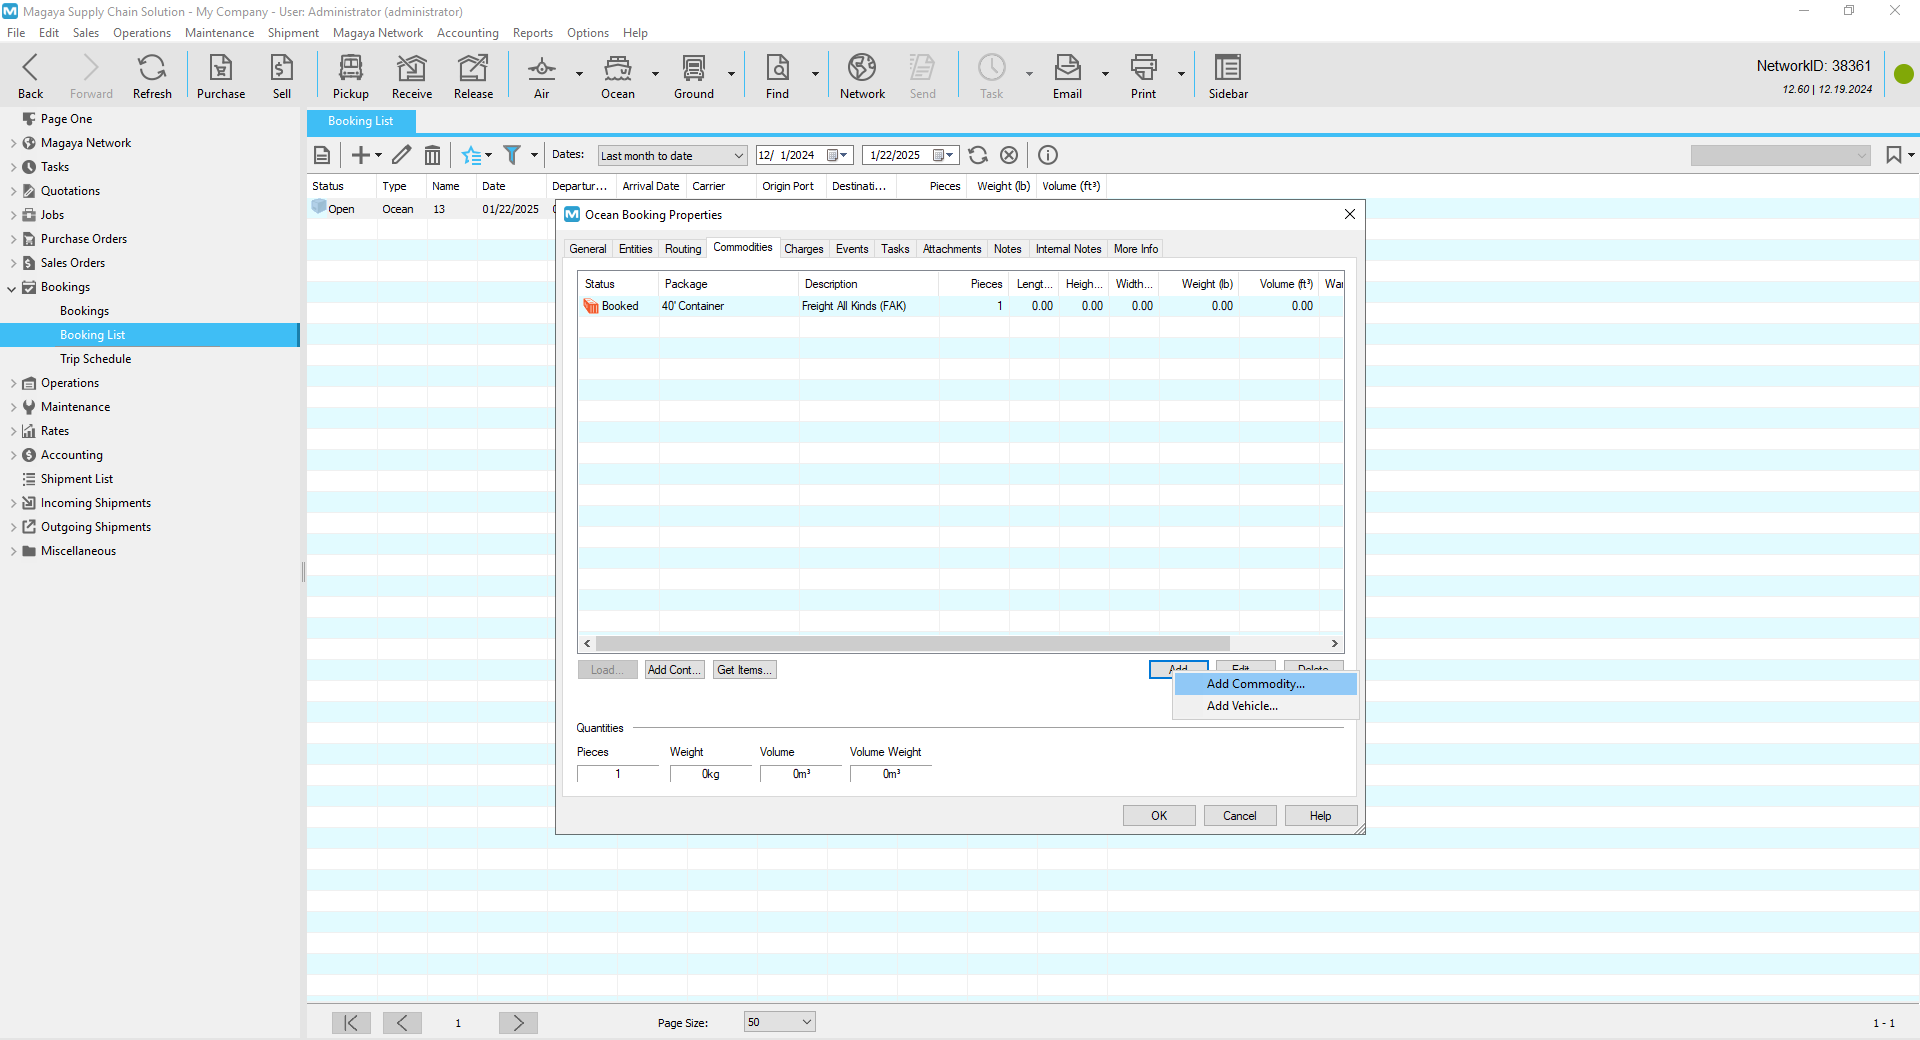 Magaya Supply Chain Solution - My Company - User: Administrator (administrator)
File Edit Sales Operations Maintenance Shipment Magaya Network Accounting Reports Options Help
Back Forward Refresh Purchase Sell Pickup Receive Release Air Ocean Ground Find Network Send Task Email Print Sidebar
NetworkID: 38361
12.60 | 12.19.2024
Page One
Magaya Network
Tasks
Quotations
Jobs
Purchase Orders
Sales Orders
Bookings
Bookings
Booking List
Trip Schedule
Operations
Maintenance
Rates
Accounting
Shipment List
Incoming Shipments
Outgoing Shipments
Miscellaneous
Booking List
Dates: Last month to date 12/ 1/2024 1/22/2025
Status Type Name Date Departur... Arrival Date Carrier Origin Port Destinati... Pieces Weight (lb) Volume (ft³)
Open Ocean 13 01/22/2025
Ocean Booking Properties
General Entities Routing Commodities Charges Events Tasks Attachments Notes Internal Notes More Info
Status Package Description Pieces Lengt... Heigh... Width... Weight (lb) Volume (ft³)
Booked 40' Container Freight All Kinds (FAK) 1 0.00 0.00 0.00 0.00 0.00
Load... Add Cont... Get Items... Add Edit Delete
Add Commodity...
Add Vehicle...
Quantities
Pieces Weight Volume Volume Weight
1 0kg 0m³ 0m³
OK Cancel Help
1 Page Size: 50 1 - 1